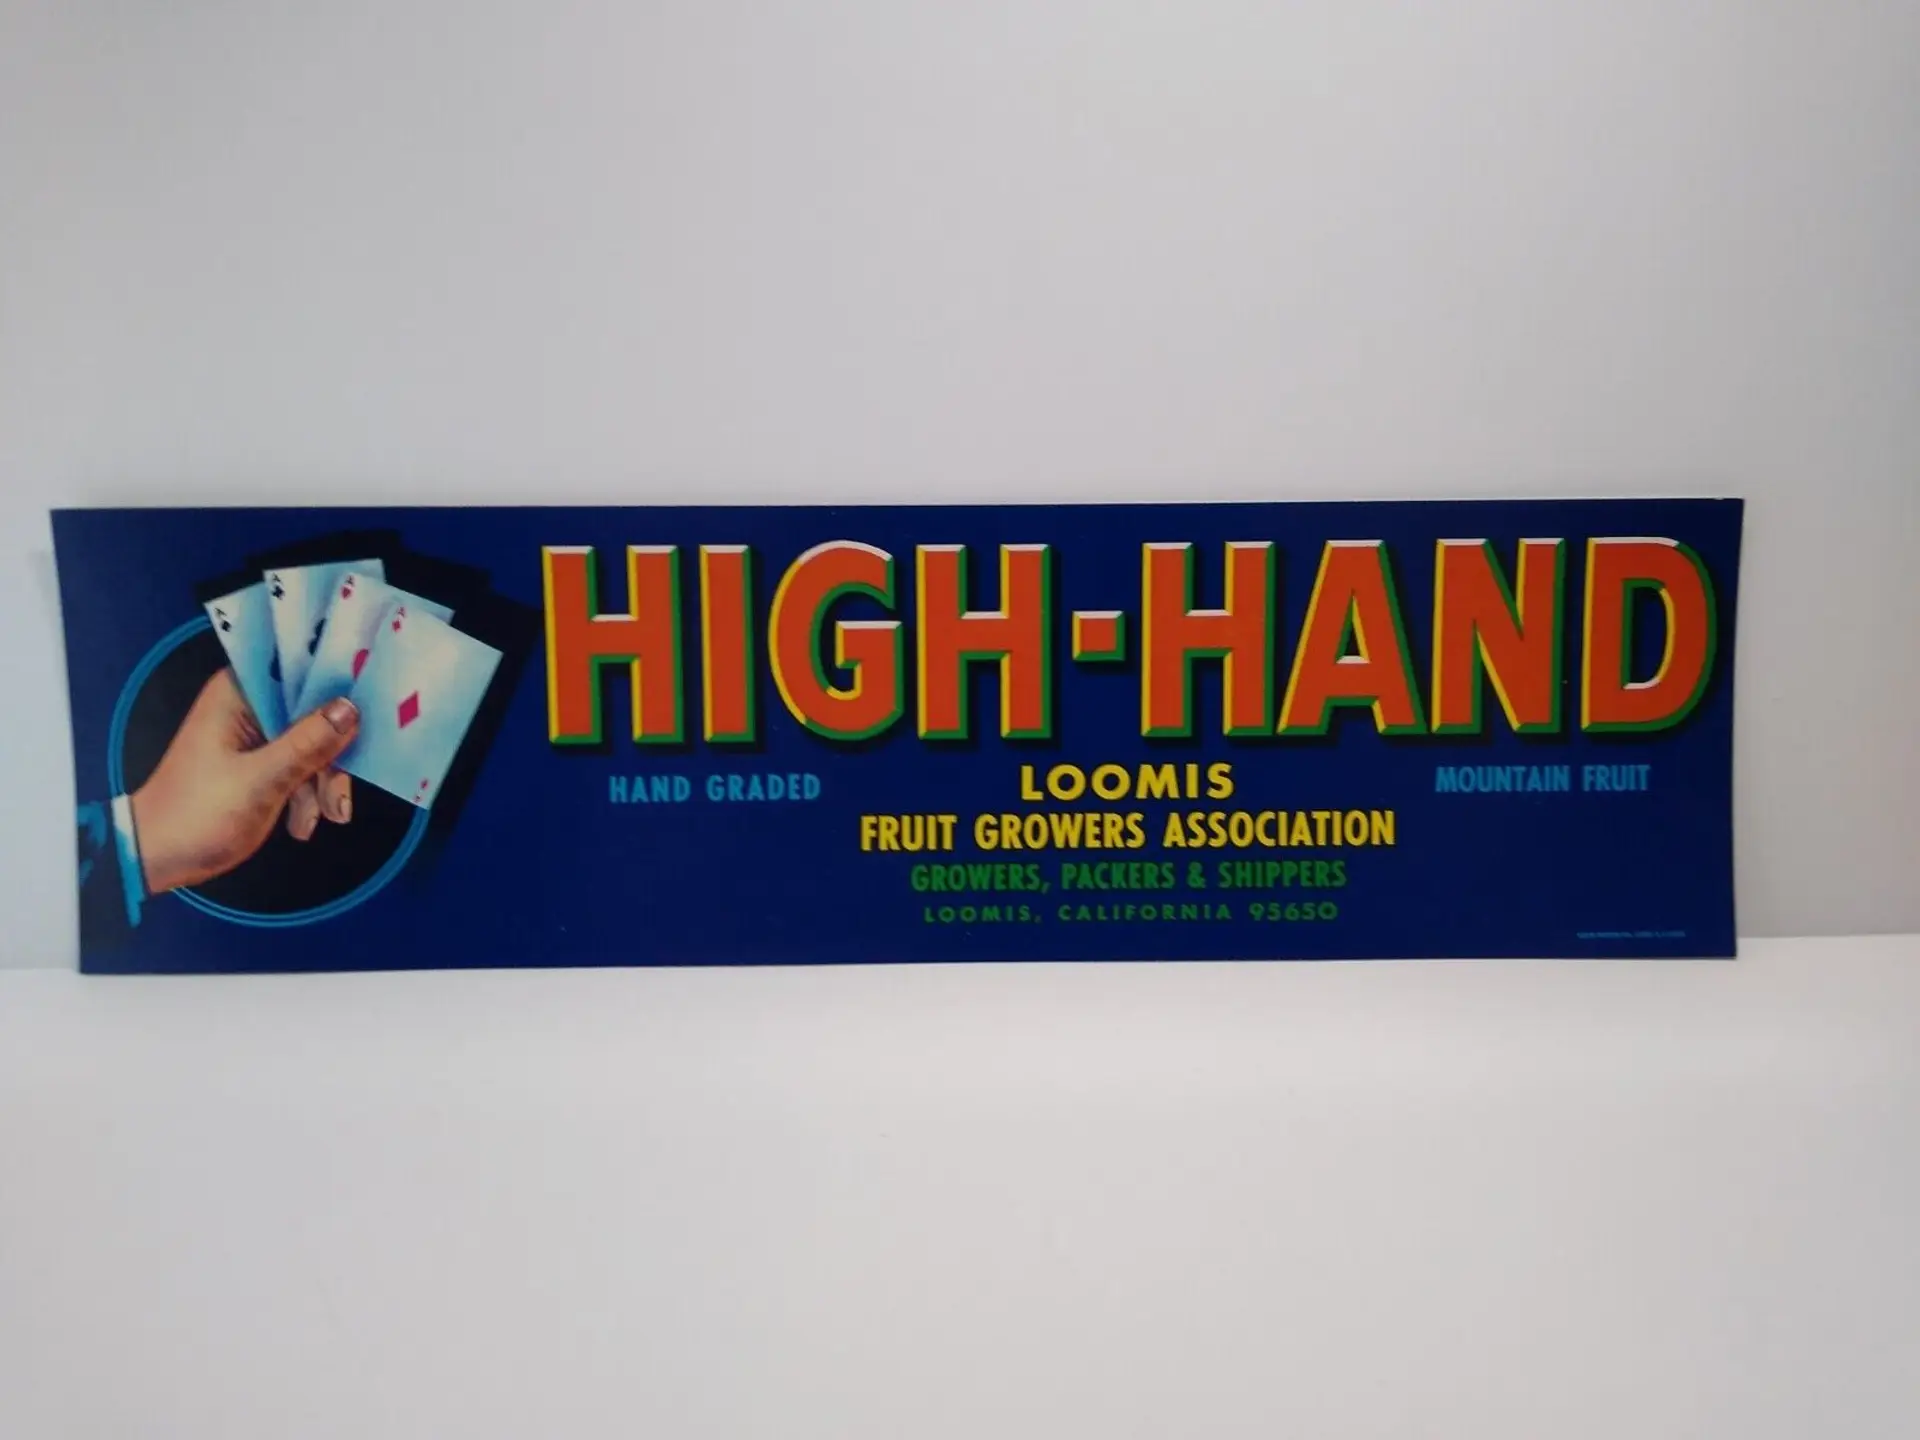 HIGH-HAND
HAND GRADED
LOOMIS
MOUNTAIN FRUIT
FRUIT GROWERS ASSOCIATION
GROWERS, PACKERS & SHIPPERS
LOOMIS, CALIFORNIA 95650